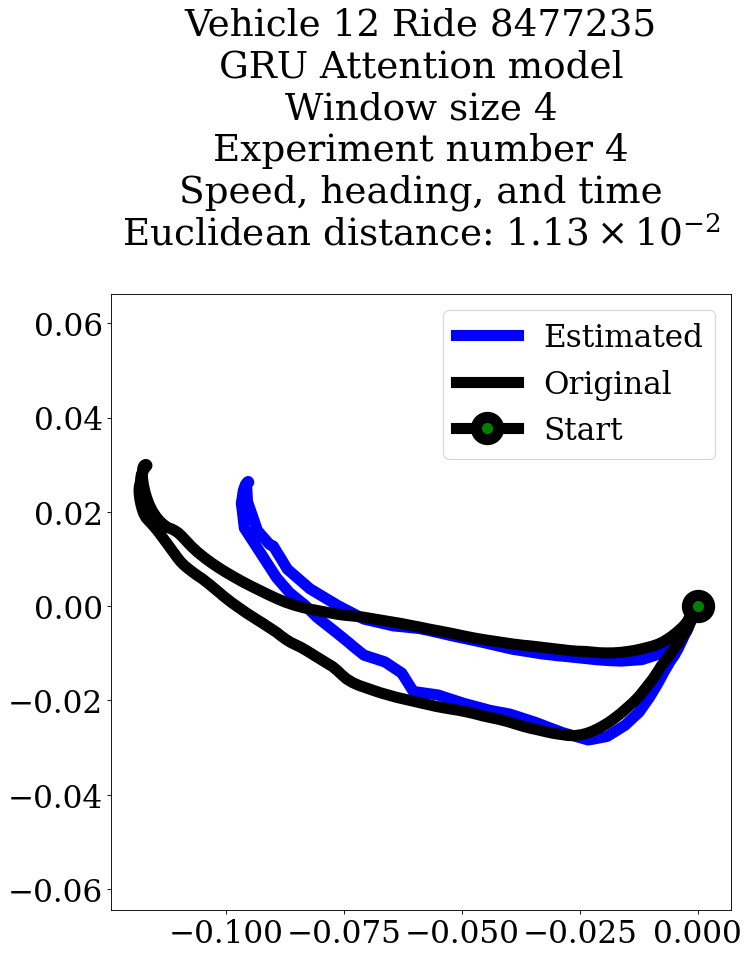 Vehicle 12 Ride 8477235
GRU Attention model
Window size 4
Experiment number 4
Speed, heading, and time
Euclidean distance: 1.13 × 10⁻²
Estimated
Original
Start
0.06
0.04
0.02
0.00
−0.02
−0.04
−0.06
−0.100 −0.075 −0.050 −0.025 0.000